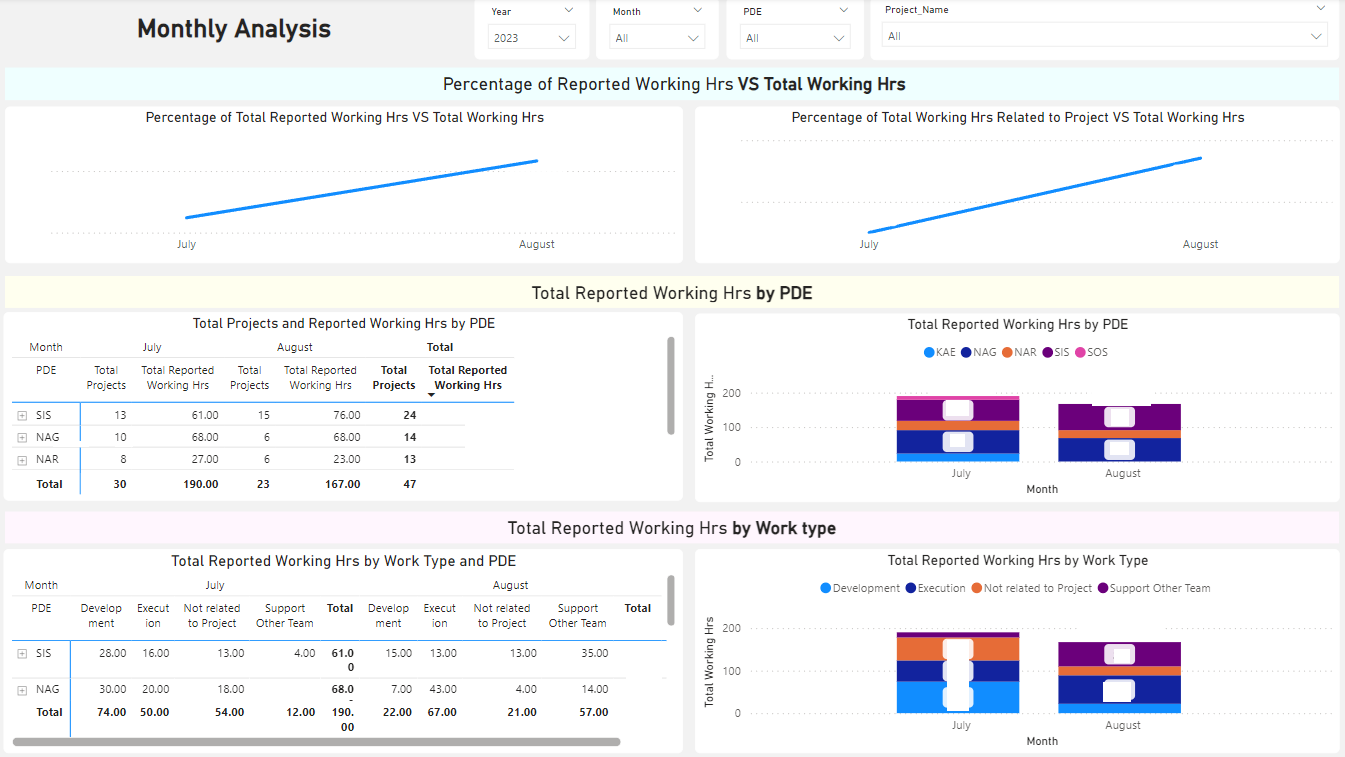 Monthly Analysis
Year
2023
Month
All
PDE
All
Project_Name
All
Percentage of Reported Working Hrs VS Total Working Hrs
Percentage of Total Reported Working Hrs VS Total Working Hrs
July August
Percentage of Total Working Hrs Related to Project VS Total Working Hrs
July August
Total Reported Working Hrs by PDE
Total Projects and Reported Working Hrs by PDE
Month July August Total
PDE Total Projects Total Reported Working Hrs Total Projects Total Reported Working Hrs Total Projects Total Reported Working Hrs
SIS 13 61.00 15 76.00 24
NAG 10 68.00 6 68.00 14
NAR 8 27.00 6 23.00 13
Total 30 190.00 23 167.00 47
Total Reported Working Hrs by PDE
KAE NAG NAR SIS SOS
Total Working H...
200
100
0
July August
Month
Total Reported Working Hrs by Work type
Total Reported Working Hrs by Work Type and PDE
Month July August
PDE Develop ment Execut ion Not related to Project Support Other Team Total Develop ment Execut ion Not related to Project Support Other Team Total
SIS 28.00 16.00 13.00 4.00 61.0 0 15.00 13.00 13.00 35.00
NAG 30.00 20.00 18.00 68.0 7.00 43.00 4.00 14.00
Total 74.00 50.00 54.00 12.00 190. 00 22.00 67.00 21.00 57.00
Total Reported Working Hrs by Work Type
Development Execution Not related to Project Support Other Team
Total Working Hrs
200
100
0
July August
Month